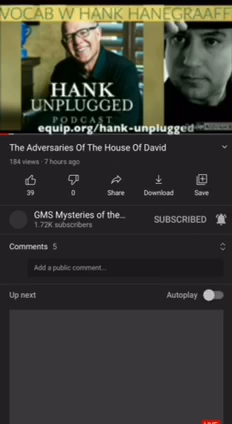 VOCAB W HANK HANEGRAAFF
HANK
UNPLUGGED
PODCAST
equip.org/hank-unplugged
The Adversaries Of The House Of David
184 views · 7 hours ago
39
0
Share
Download
Save
GMS Mysteries of the...
1.72K subscribers
SUBSCRIBED
Comments 5
Add a public comment...
Up next
Autoplay
LIVE